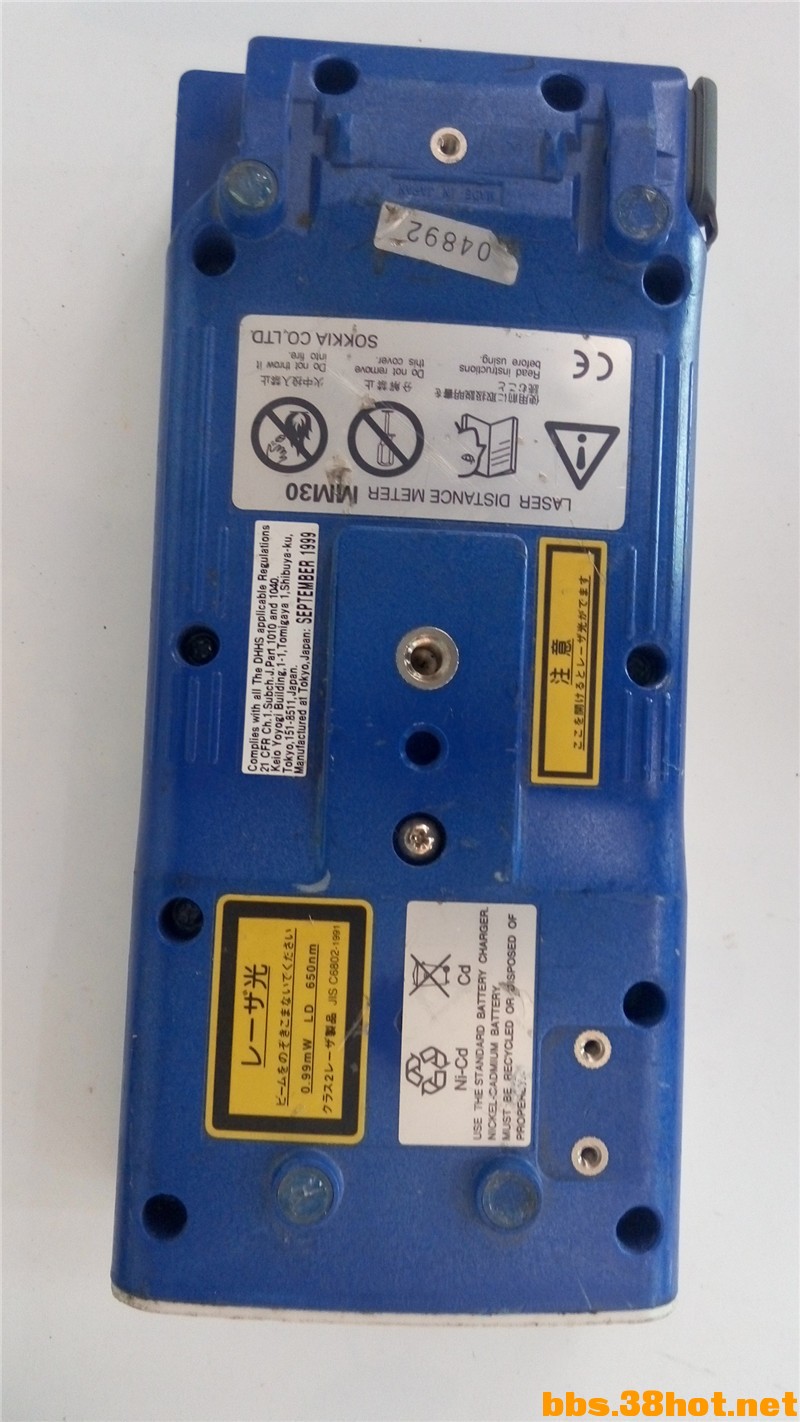 MADE IN JAPAN
04892
LASER DISTANCE METER MM30
使用前に取扱説明書を
読むこと
Read instructions
before using.
分解禁止
Do not remove
this cover.
火中投入禁止
Do not throw it
into fire.
CE
SOKKIA CO.,LTD.
Complies with all The DHHS applicable Regulations
21 CFR Ch.1.Subch.J.Part 1010 and 1040.
Keio Yoyogi Building,1-1,Tomigaya 1,Shibuya-ku,
Tokyo,151-8511,Japan.
Manufactured at Tokyo,Japan: SEPTEMBER 1999
注意
ここを開けるとレーザ光がでます
レーザ光
ビームをのぞきこまないでください
0.99mW LD 650nm
クラス2レーザ製品 JIS C6802-1991
Ni-Cd Cd
USE THE STANDARD BATTERY CHARGER.
NICKEL-CADMIUM BATTERY.
MUST BE RECYCLED OR DISPOSED OF
PROPERLY.
bbs.38hot.net